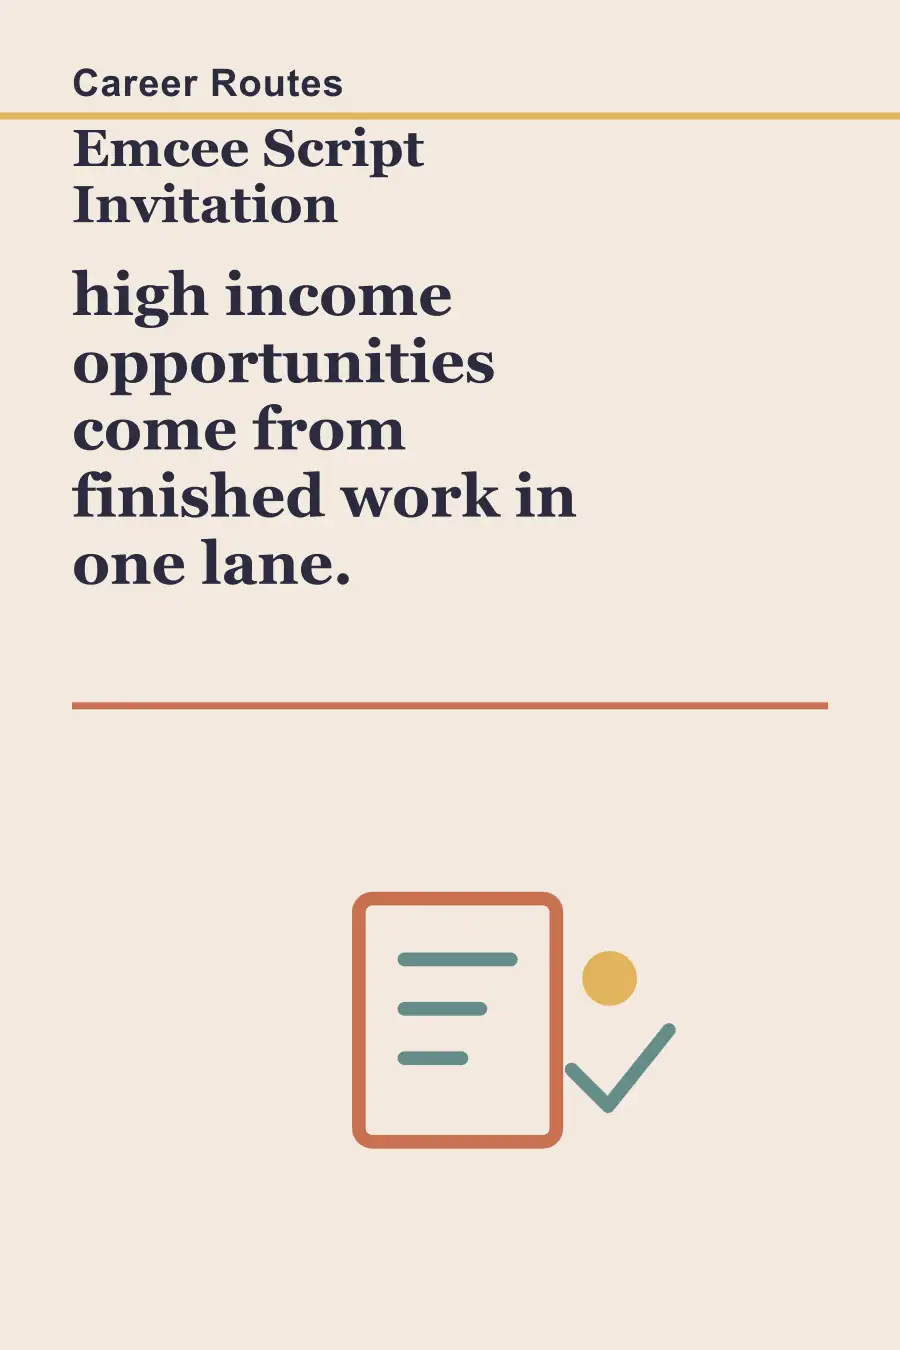 Career Routes
Emcee Script
Invitation
high income
opportunities
come from
finished work in
one lane.